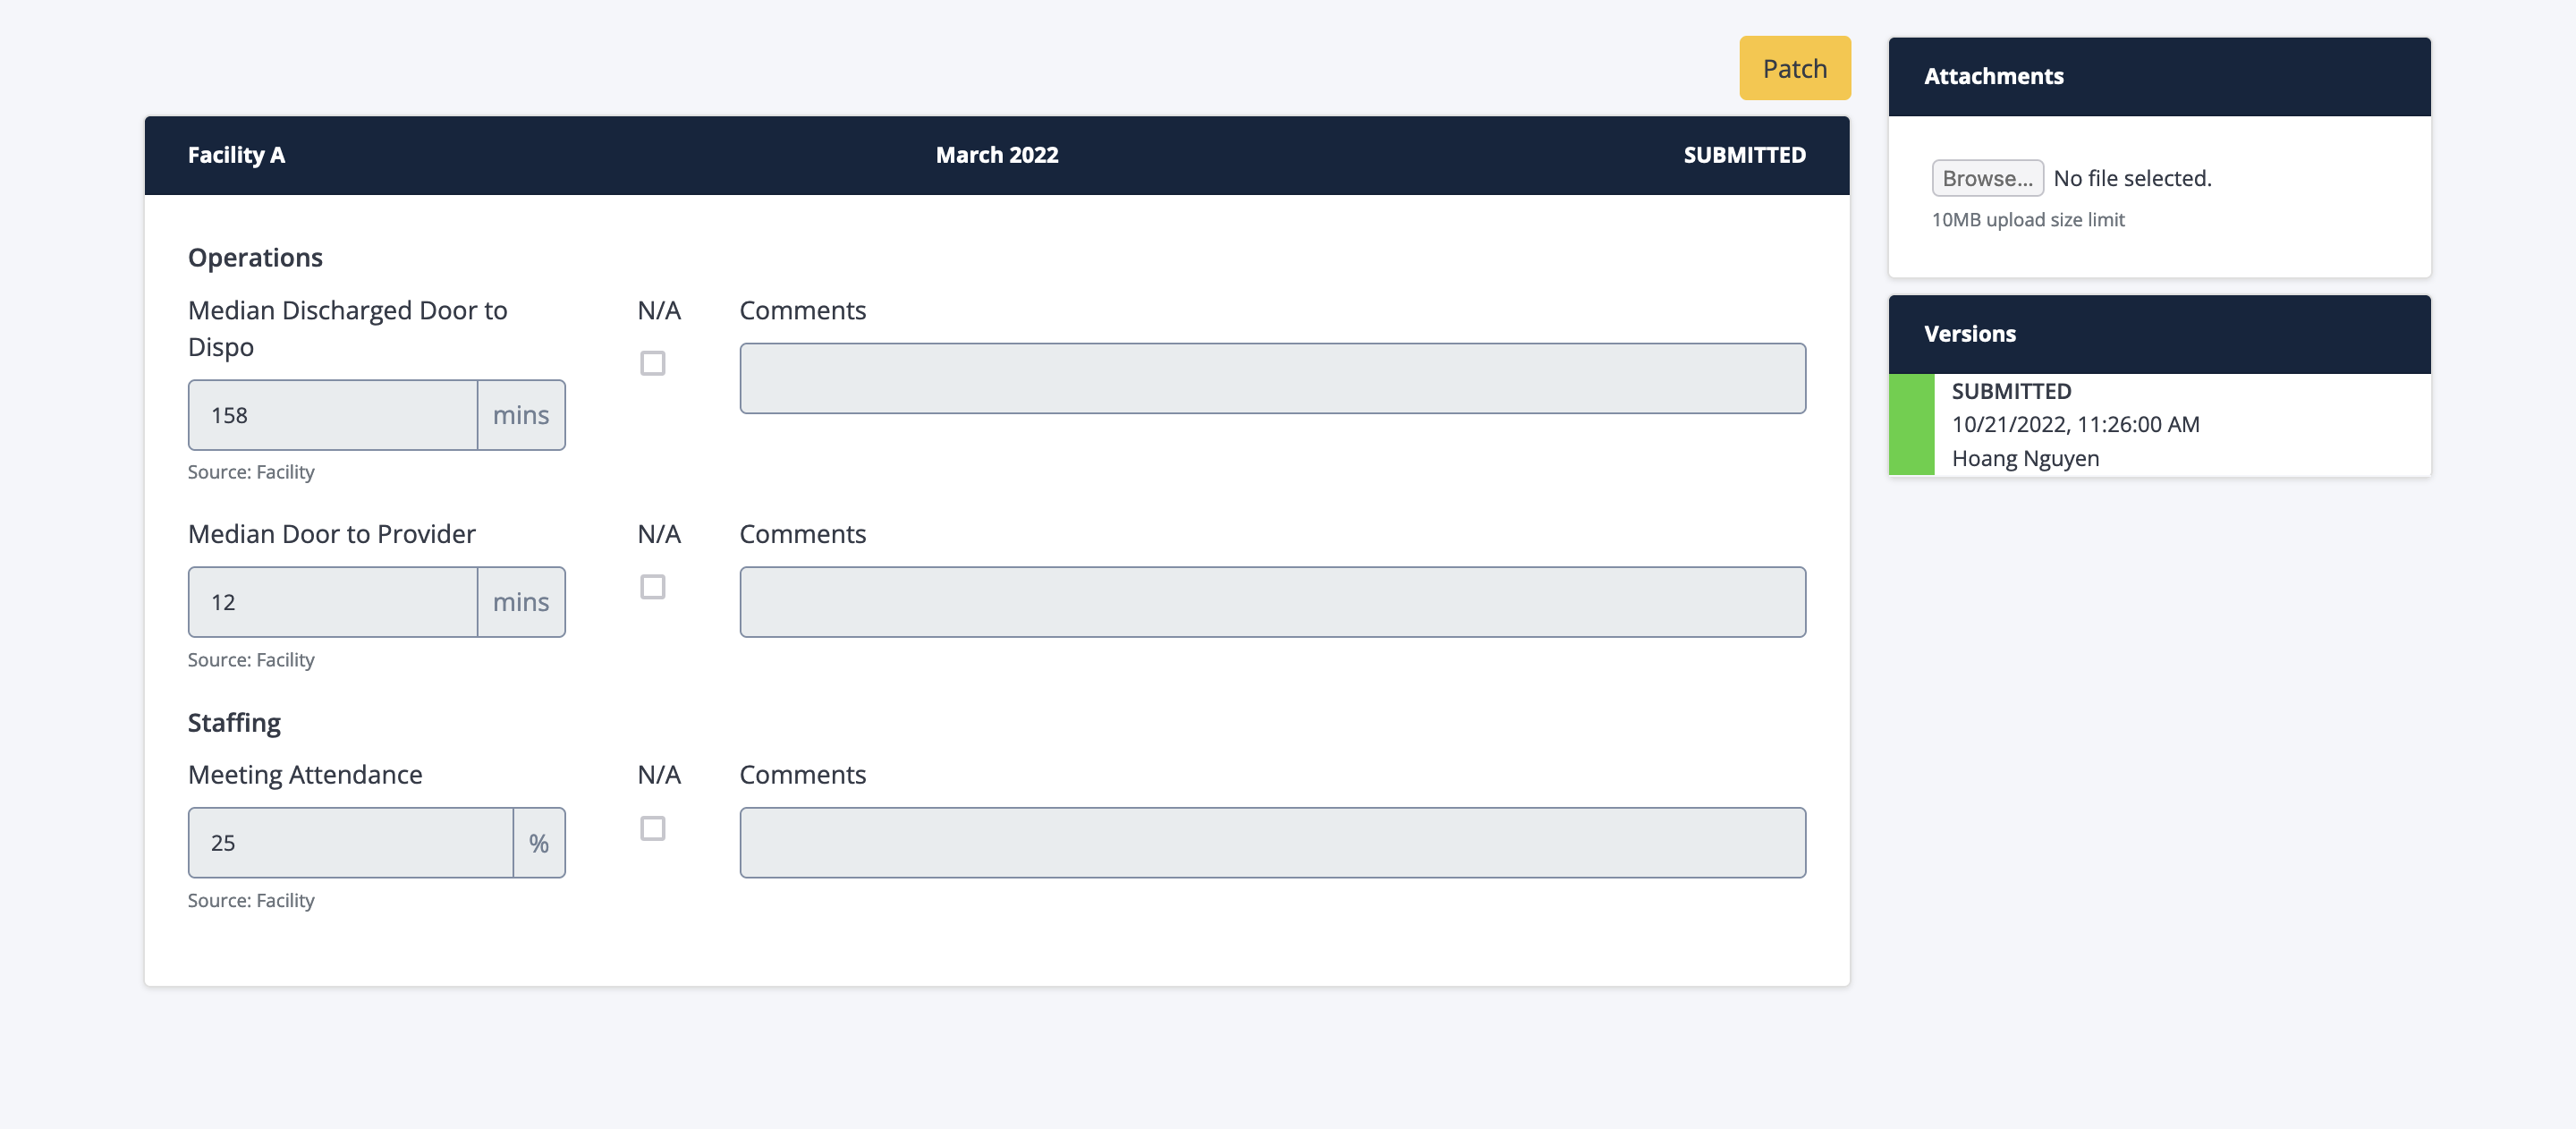 Patch
Facility A March 2022 SUBMITTED
Operations
Median Discharged Door to
Dispo
N/A
Comments
158 mins
Source: Facility
Median Door to Provider
N/A
Comments
12 mins
Source: Facility
Staffing
Meeting Attendance
N/A
Comments
25 %
Source: Facility
Attachments
Browse... No file selected.
10MB upload size limit
Versions
SUBMITTED
10/21/2022, 11:26:00 AM
Hoang Nguyen